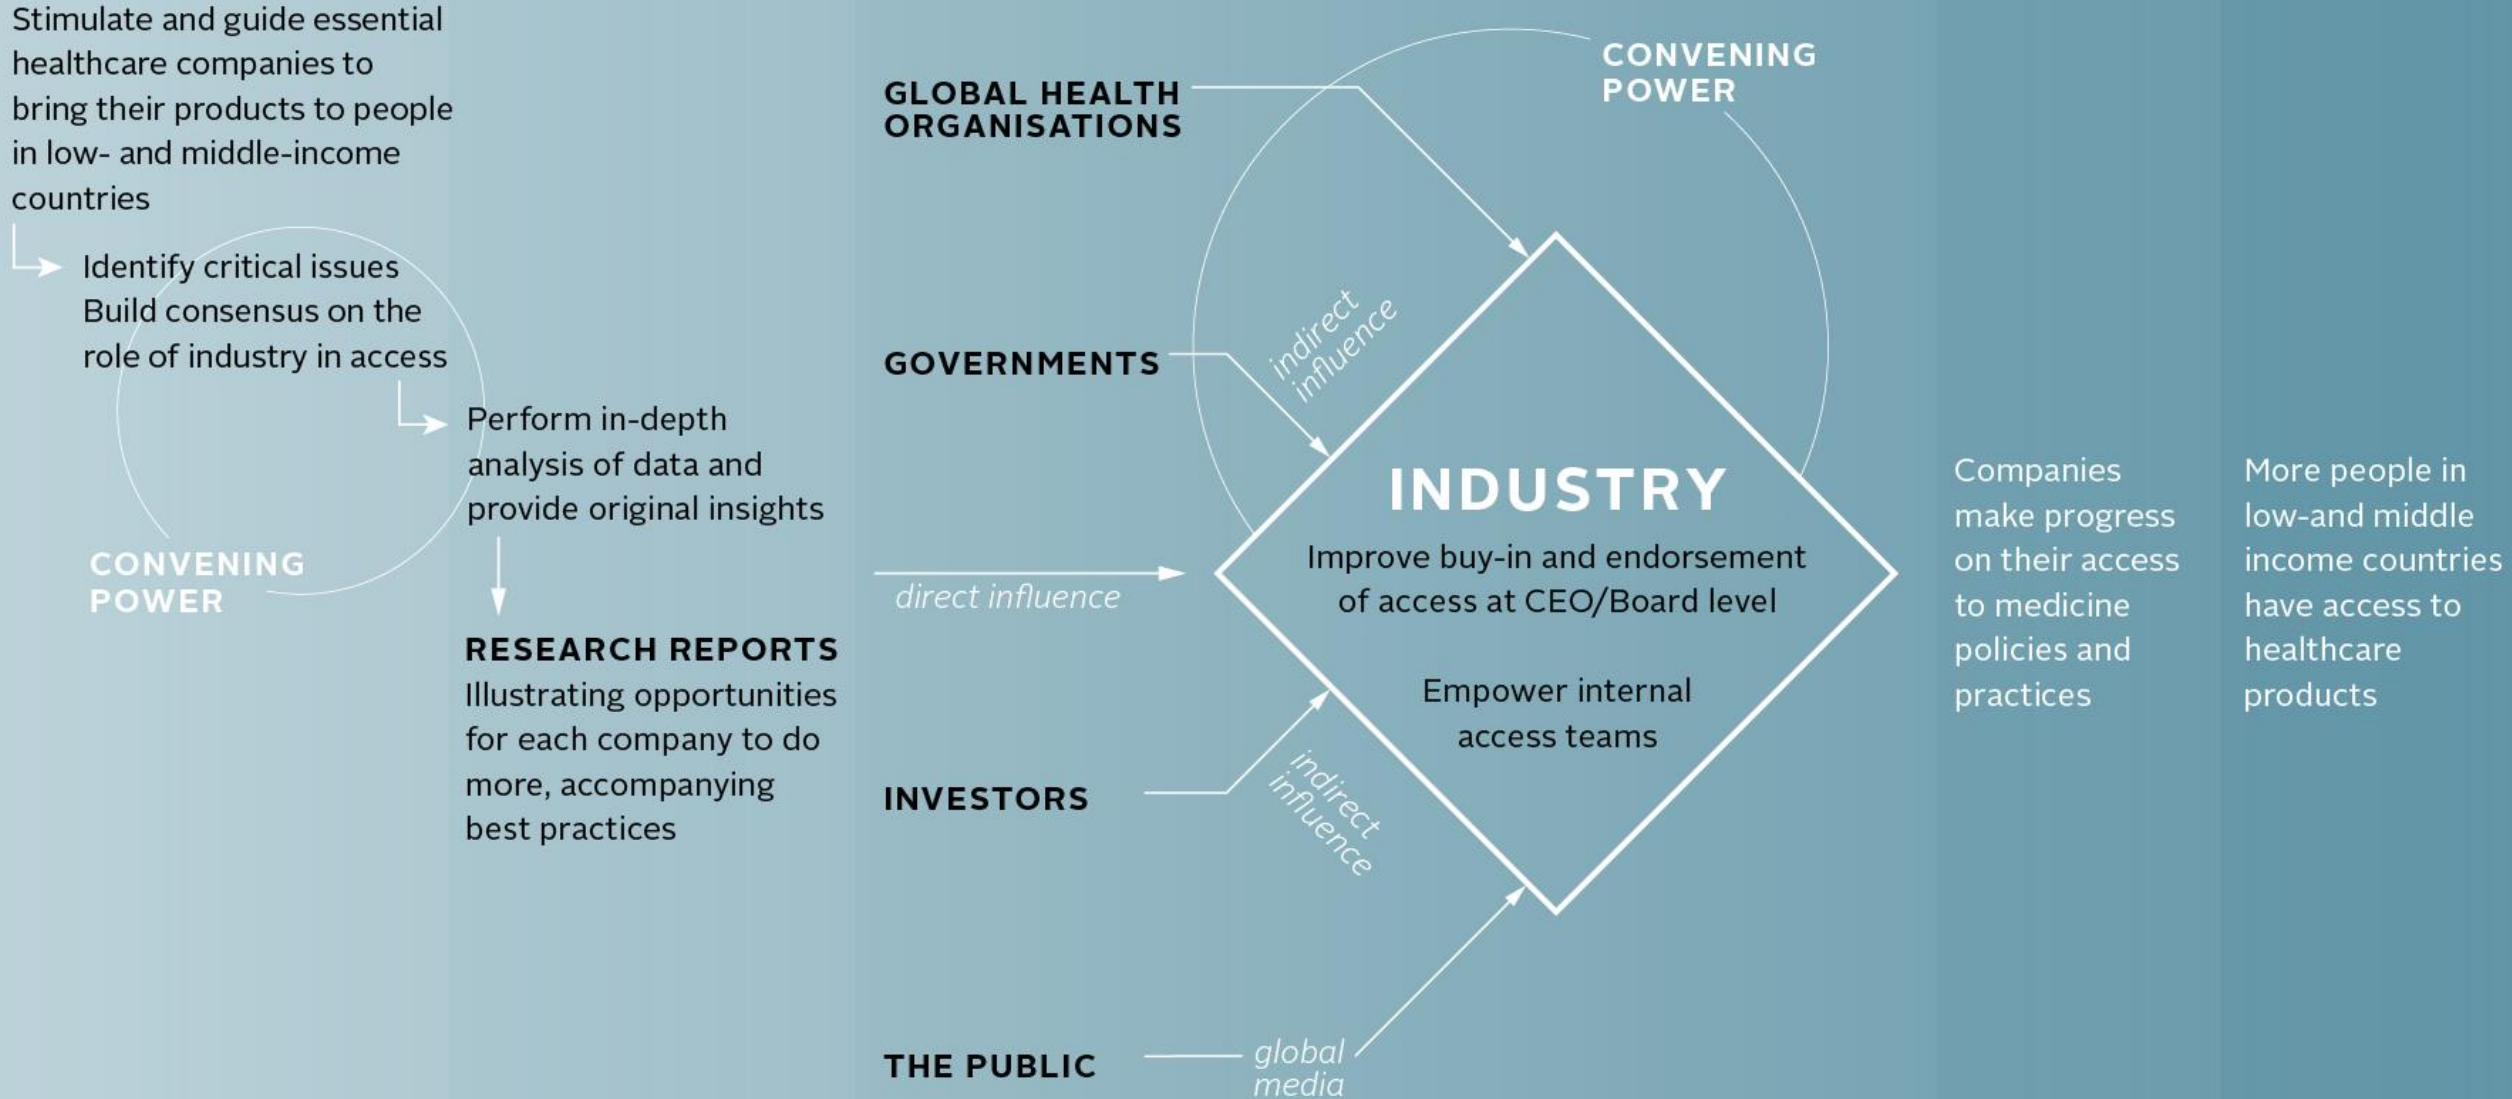 Stimulate and guide essential
healthcare companies to
bring their products to people
in low- and middle-income
countries
Identify critical issues
Build consensus on the
role of industry in access
CONVENING
POWER
Perform in-depth
analysis of data and
provide original insights
RESEARCH REPORTS
Illustrating opportunities
for each company to do
more, accompanying
best practices
GLOBAL HEALTH
ORGANISATIONS
GOVERNMENTS
direct influence
INVESTORS
THE PUBLIC
global
media
indirect
influence
indirect
influence
CONVENING
POWER
INDUSTRY
Improve buy-in and endorsement
of access at CEO/Board level
Empower internal
access teams
Companies
make progress
on their access
to medicine
policies and
practices
More people in
low-and middle
income countries
have access to
healthcare
products